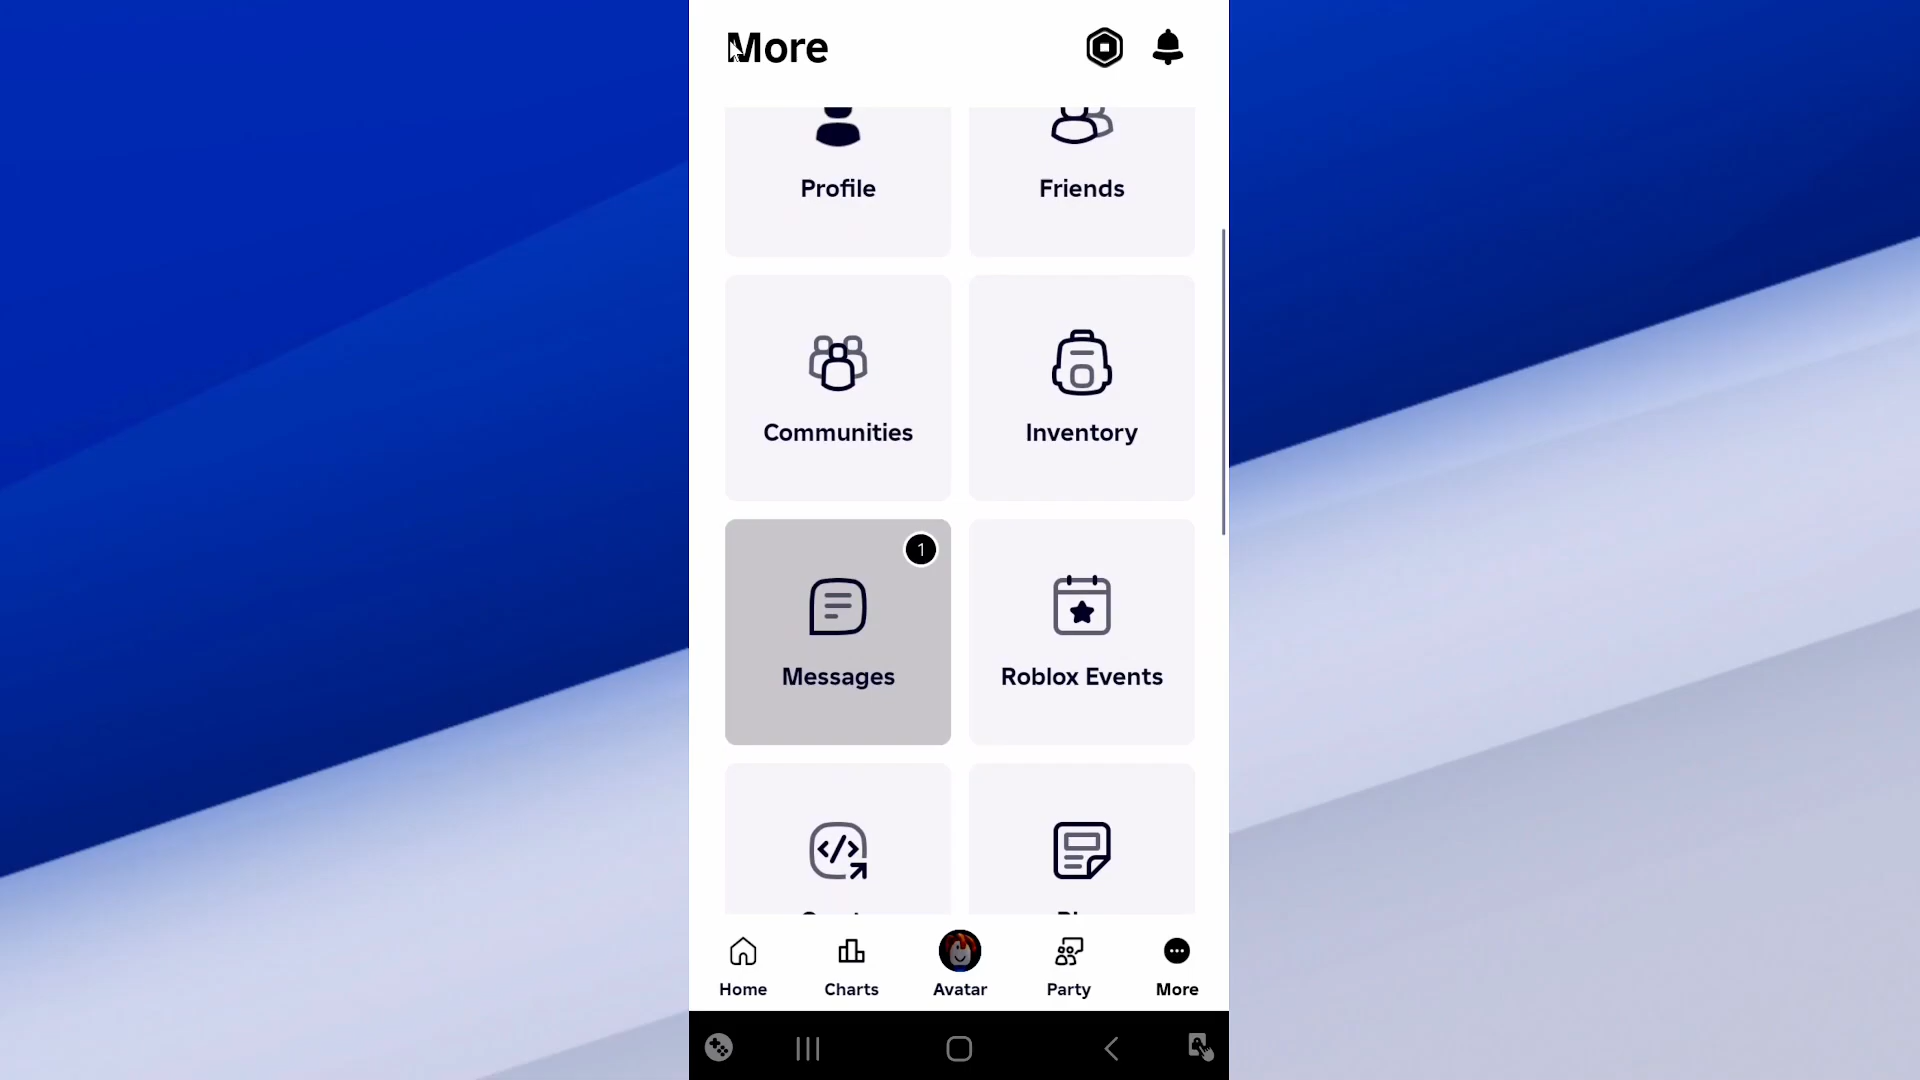 More
Profile
Friends
Communities
Inventory
1
Messages
Roblox Events
Home
Charts
Avatar
Party
More